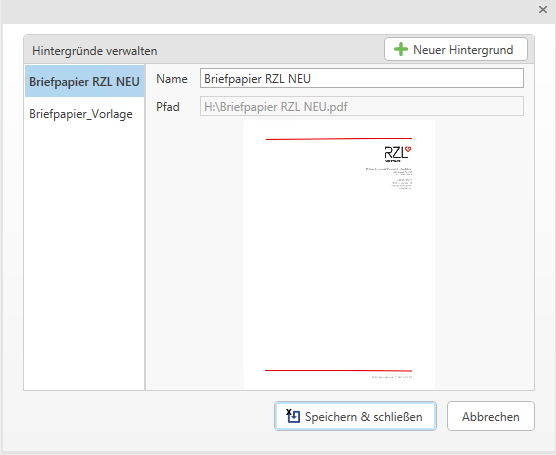 Hintergründe verwalten
Neuer Hintergrund
Briefpapier RZL NEU
Briefpapier_Vorlage
Name
Briefpapier RZL NEU
Pfad
H:\Briefpapier RZL NEU.pdf
RZL
Speichern & schließen
Abbrechen